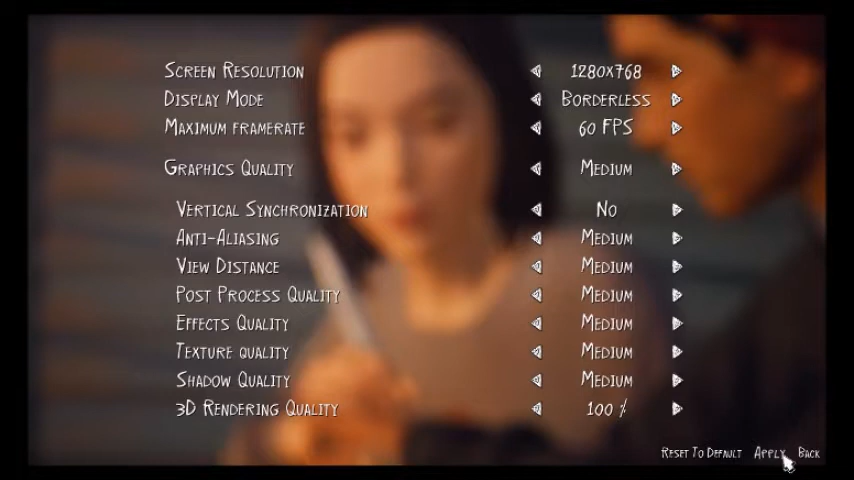 Screen Resolution 1280x768
Display Mode Borderless
Maximum framerate 60 FPS
Graphics Quality Medium
Vertical Synchronization No
Anti-Aliasing Medium
View Distance Medium
Post Process Quality Medium
Effects Quality Medium
Texture quality Medium
Shadow Quality Medium
3D Rendering Quality 100 %
Reset To Default Apply Back